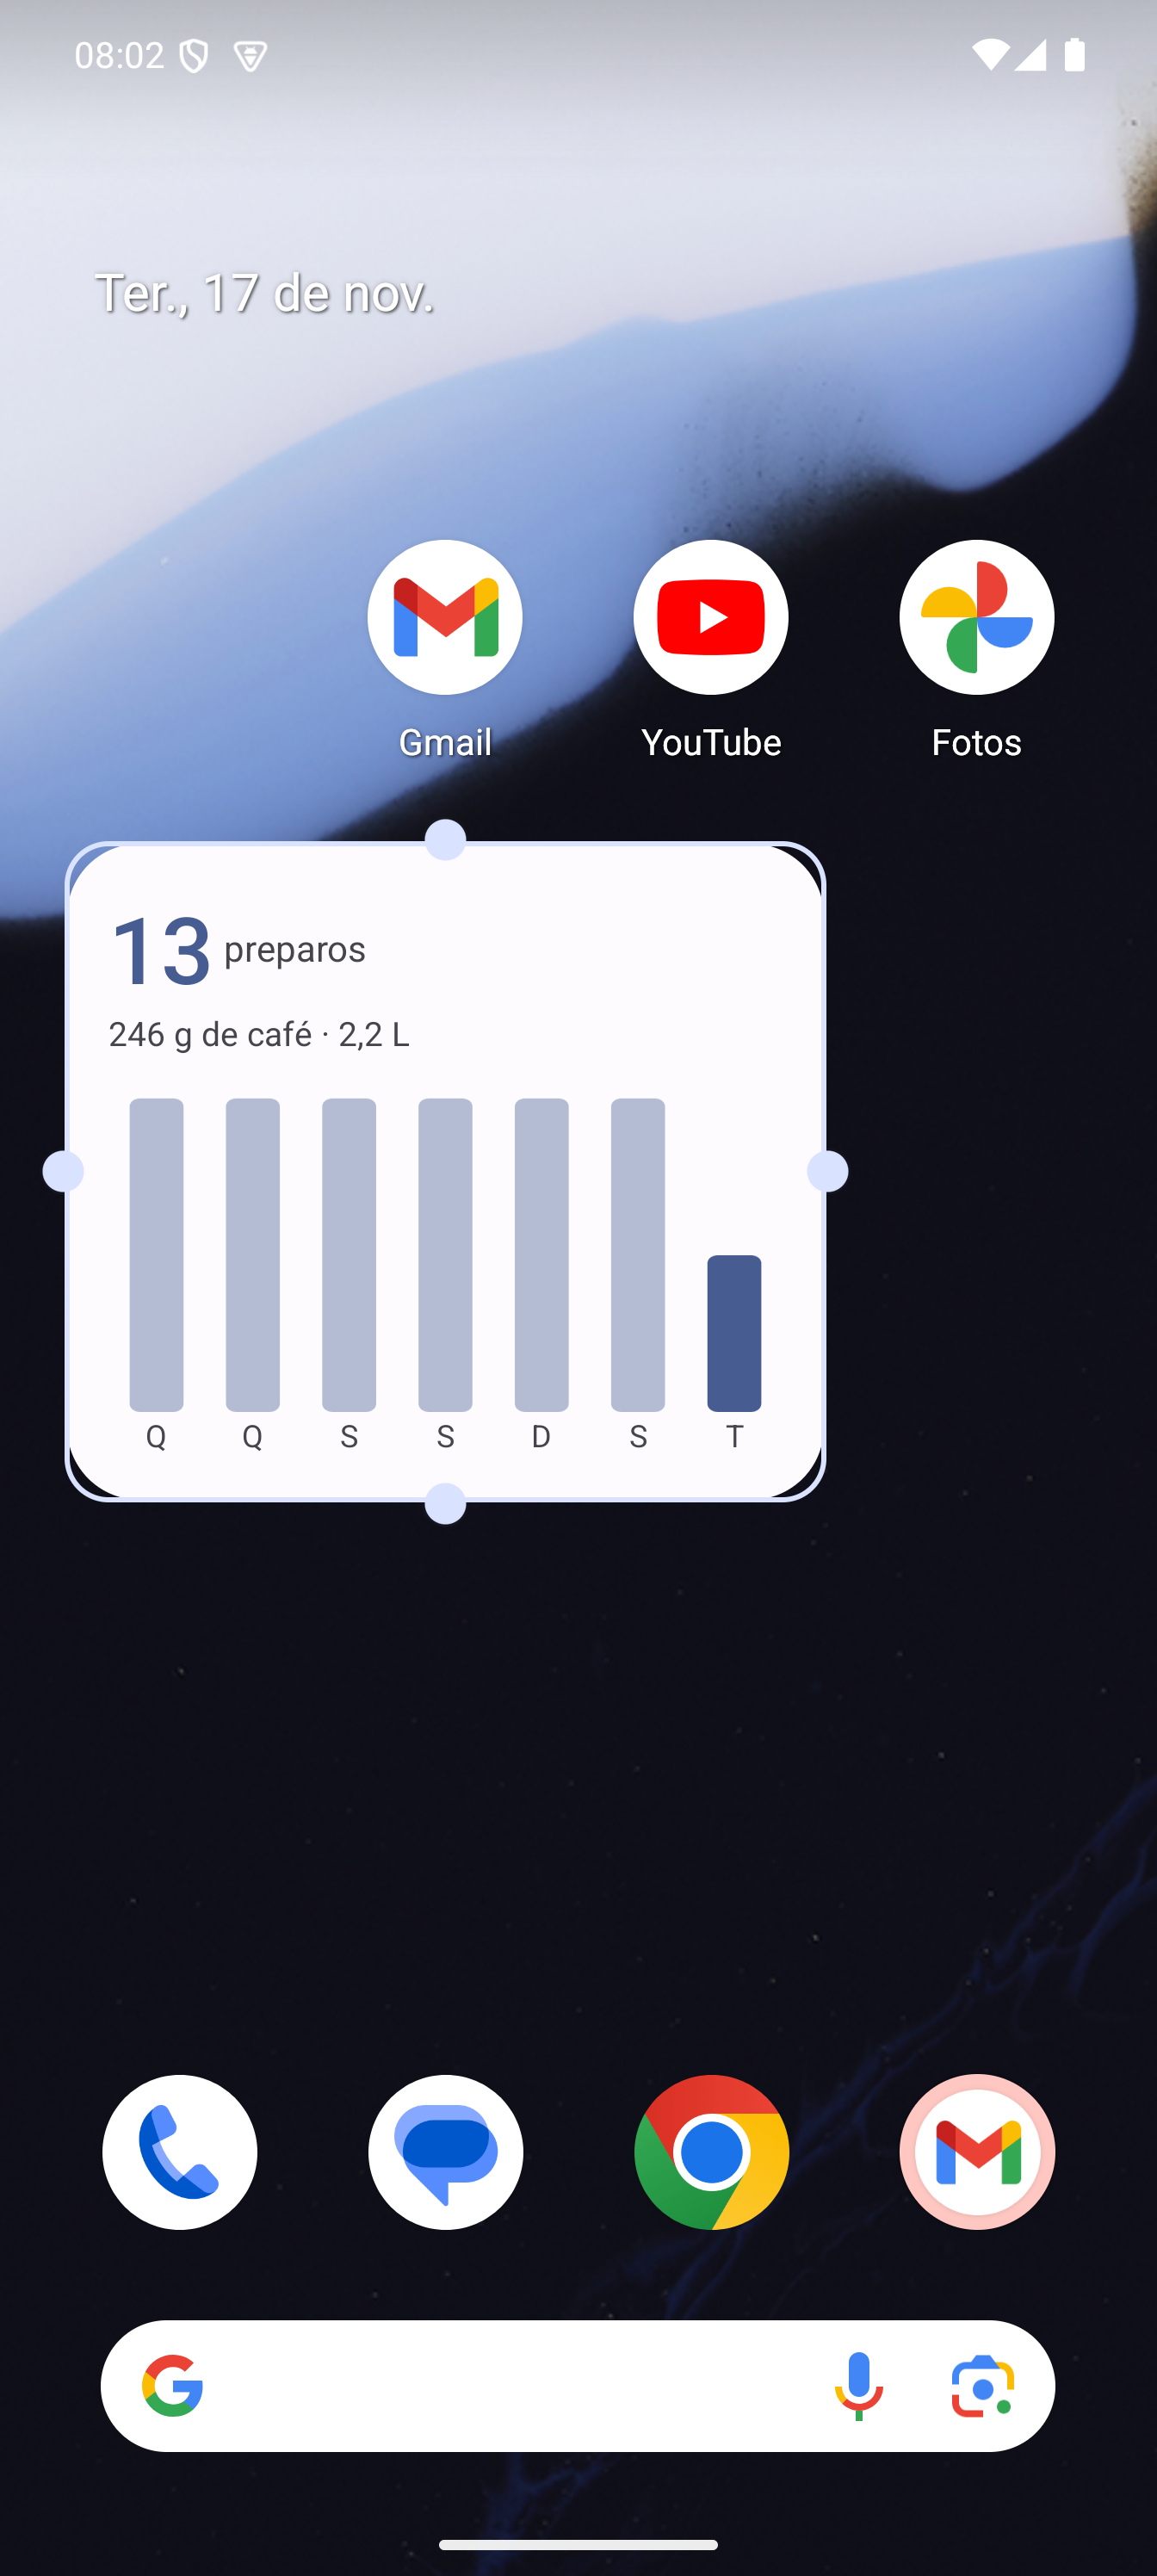 08:02
Ter., 17 de nov.
Gmail YouTube Fotos
13 preparos
246 g de café · 2,2 L
Q Q S S D S T